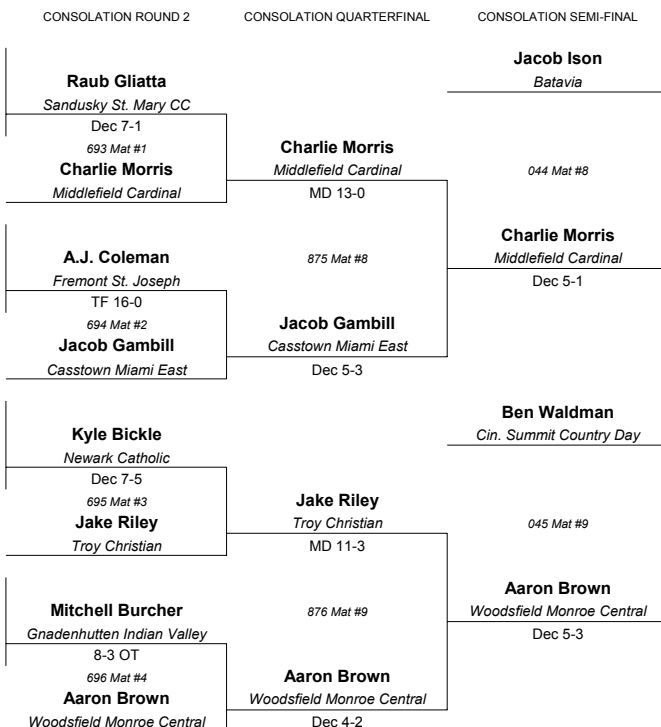 CONSOLATION ROUND 2
CONSOLATION QUARTERFINAL
CONSOLATION SEMI-FINAL
Raub Gliatta
Sandusky St. Mary CC
Dec 7-1
693 Mat #1
Charlie Morris
Middlefield Cardinal
A.J. Coleman
Fremont St. Joseph
TF 16-0
694 Mat #2
Jacob Gambill
Casstown Miami East
Kyle Bickle
Newark Catholic
Dec 7-5
695 Mat #3
Jake Riley
Troy Christian
Mitchell Burcher
Gnadenhutten Indian Valley
8-3 OT
696 Mat #4
Aaron Brown
Woodsfield Monroe Central
Charlie Morris
Middlefield Cardinal
MD 13-0
875 Mat #8
Jacob Gambill
Casstown Miami East
Dec 5-3
Jake Riley
Troy Christian
MD 11-3
876 Mat #9
Aaron Brown
Woodsfield Monroe Central
Dec 4-2
Jacob Ison
Batavia
044 Mat #8
Charlie Morris
Middlefield Cardinal
Dec 5-1
Ben Waldman
Cin. Summit Country Day
045 Mat #9
Aaron Brown
Woodsfield Monroe Central
Dec 5-3